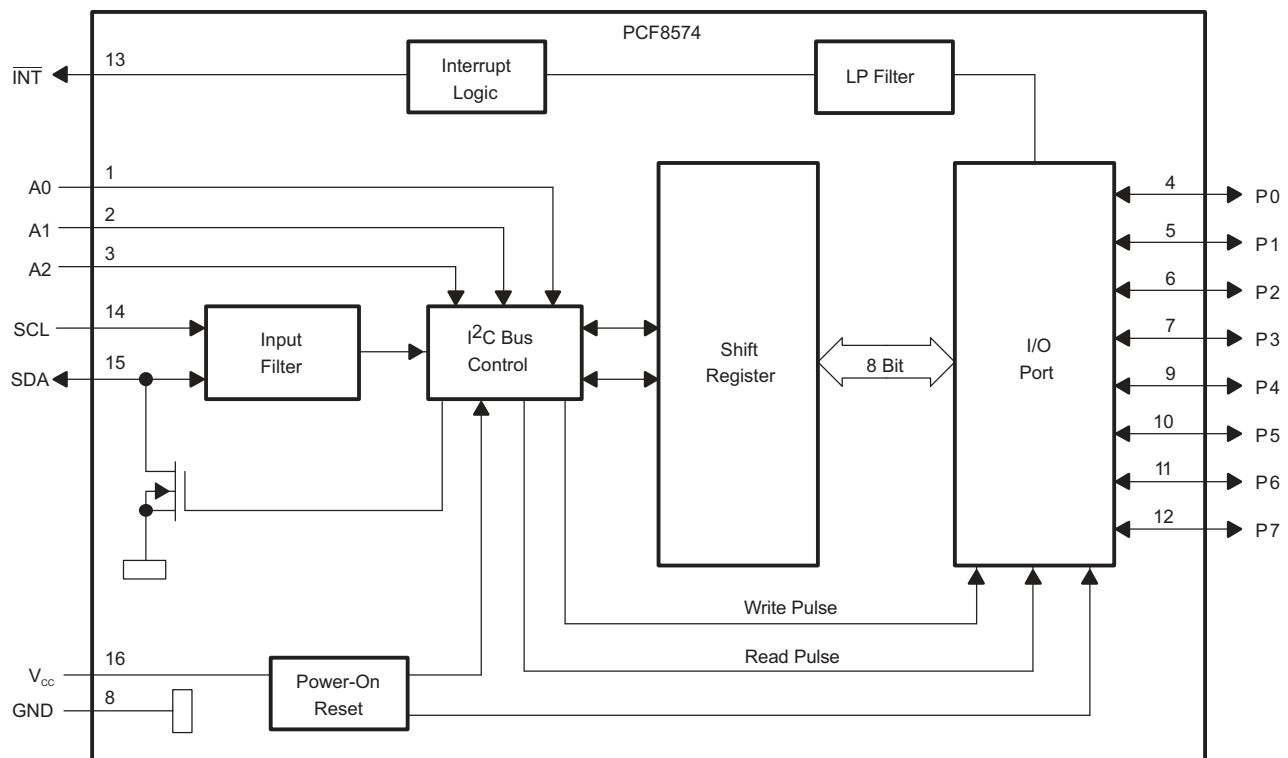 PCF8574
INT 13
Interrupt
Logic
LP Filter
A0 1
A1 2
A2 3
SCL 14
SDA 15
Input
Filter
I2C Bus
Control
Shift
Register
8 Bit
I/O
Port
4 P0
5 P1
6 P2
7 P3
9 P4
10 P5
11 P6
12 P7
Write Pulse
Read Pulse
VCC 16
GND 8
Power-On
Reset